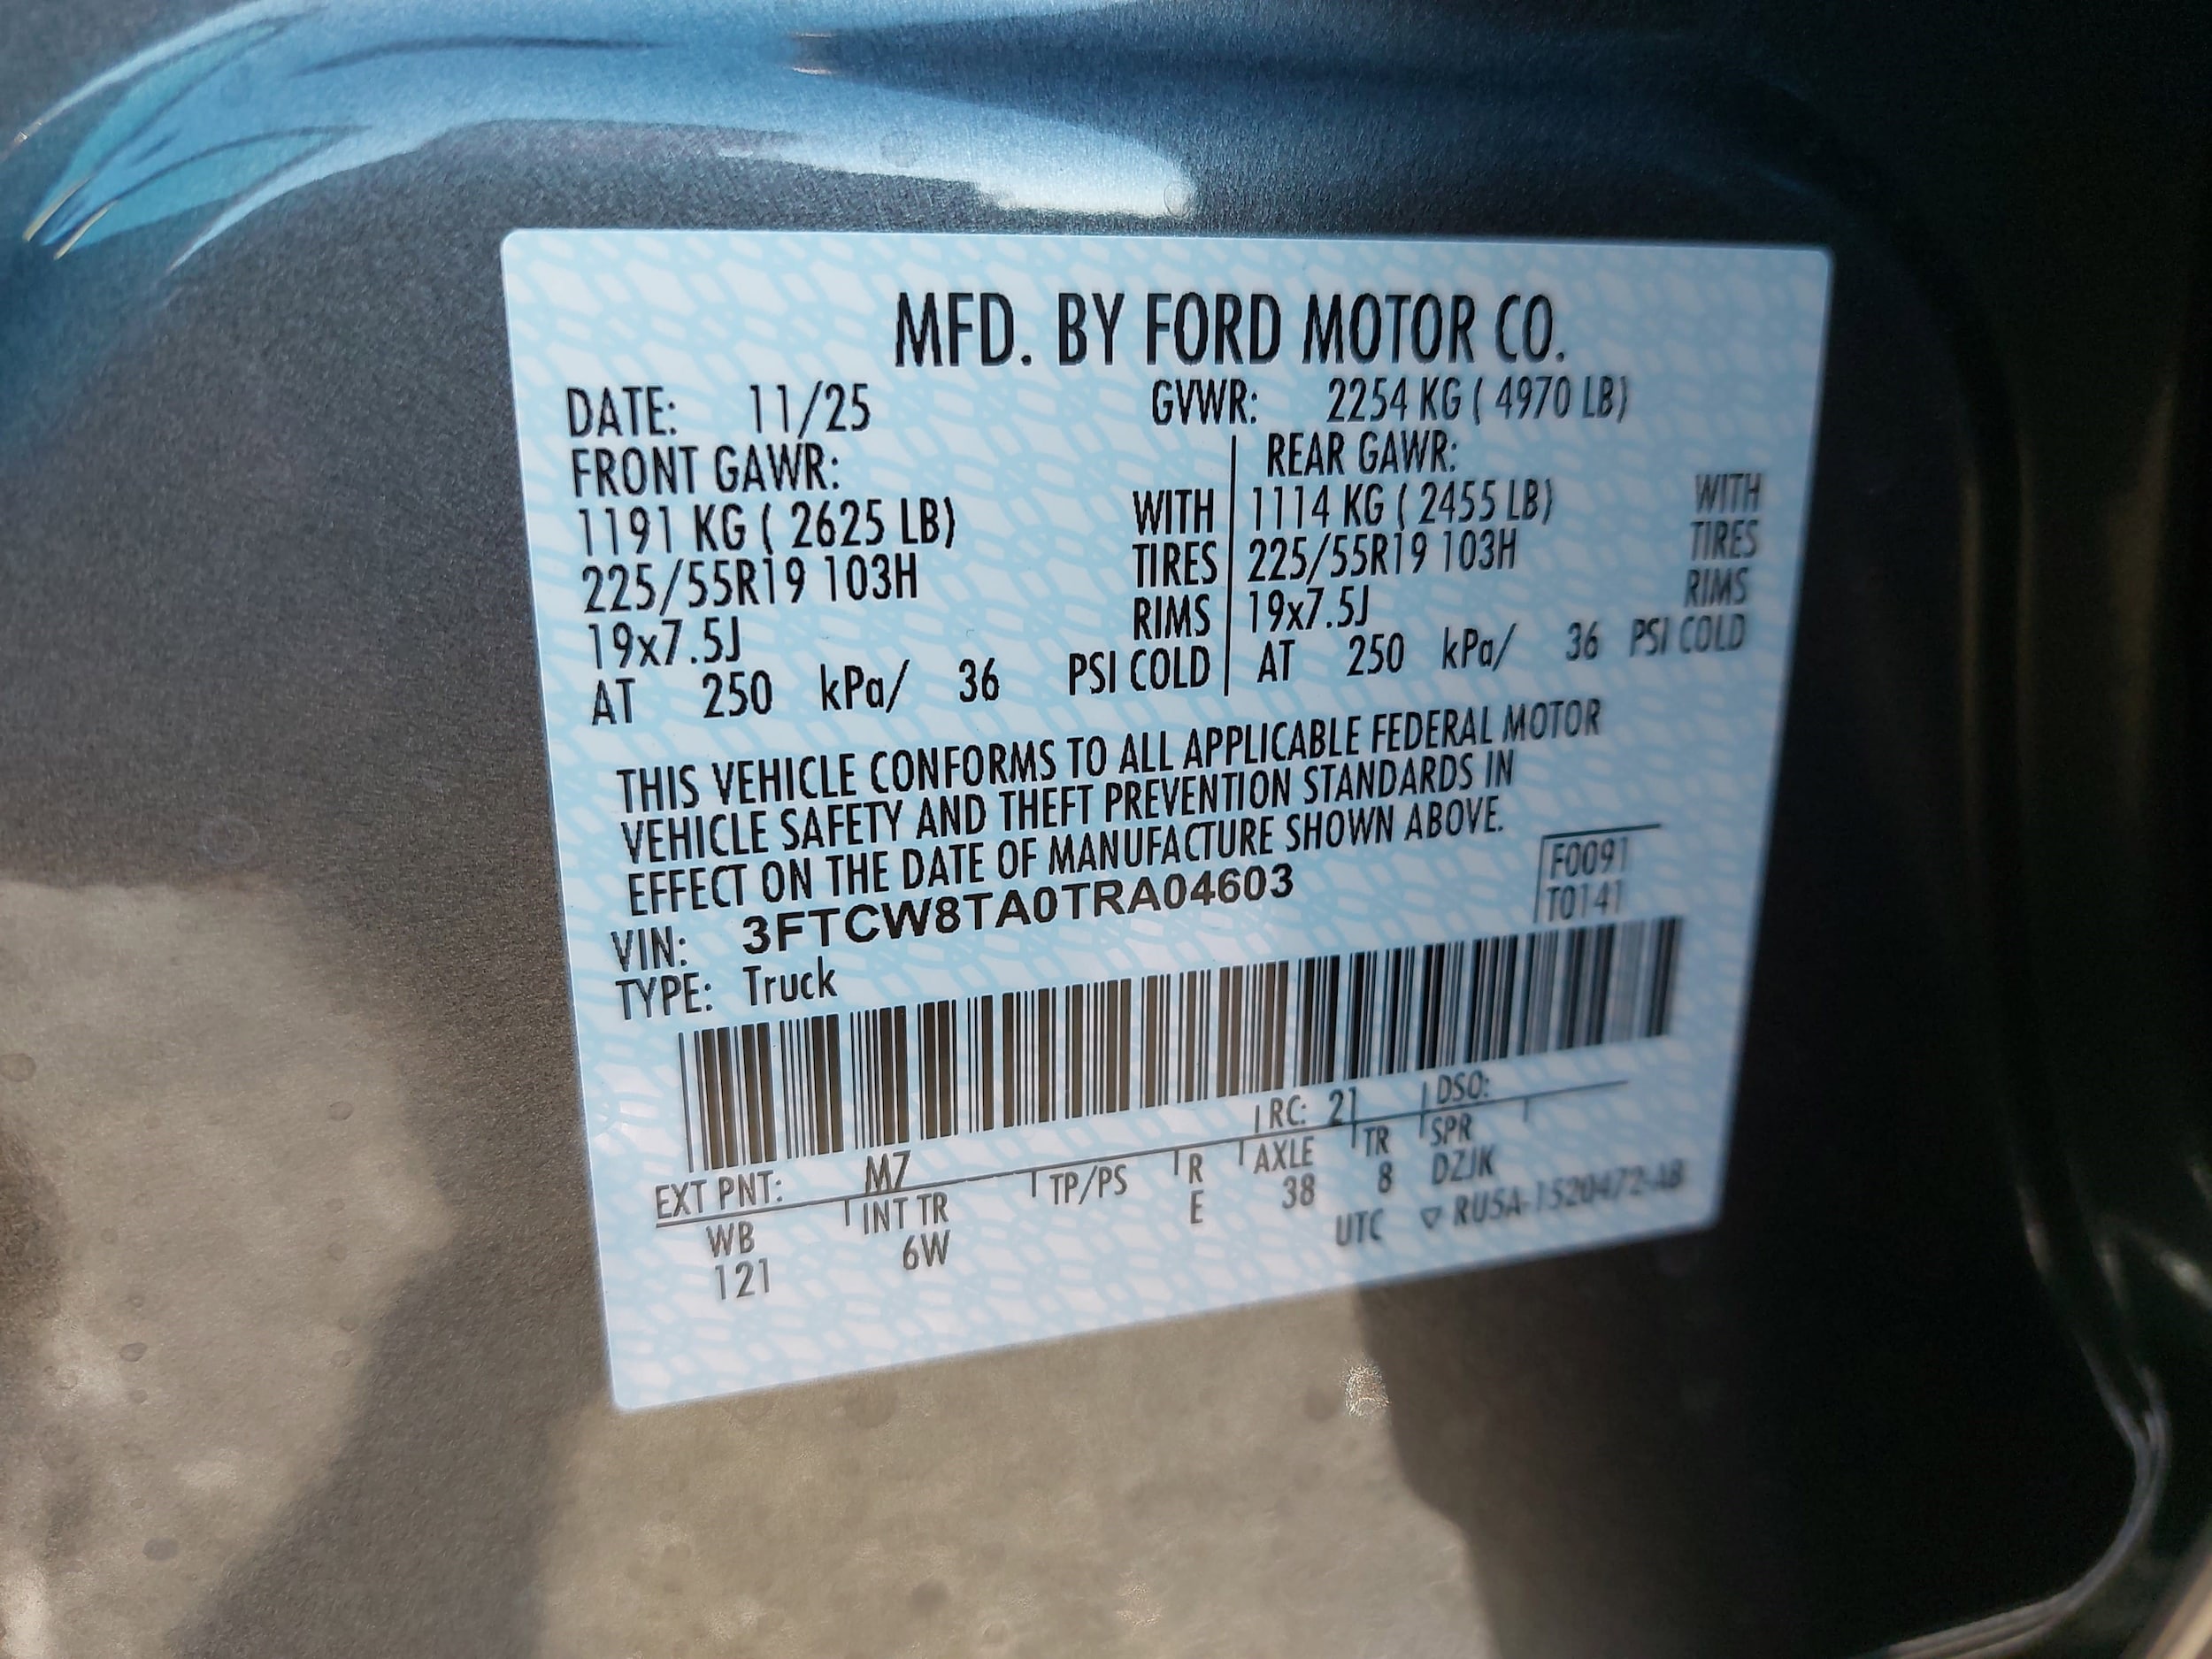 MFD. BY FORD MOTOR CO.
DATE: 11/25 GVWR: 2254 KG ( 4970 LB)
FRONT GAWR: REAR GAWR:
1191 KG ( 2625 LB) WITH 1114 KG ( 2455 LB) WITH
225/55R19 103H TIRES 225/55R19 103H TIRES
19x7.5J RIMS 19x7.5J RIMS
AT 250 kPa/ 36 PSI COLD AT 250 kPa/ 36 PSI COLD
THIS VEHICLE CONFORMS TO ALL APPLICABLE FEDERAL MOTOR
VEHICLE SAFETY AND THEFT PREVENTION STANDARDS IN
EFFECT ON THE DATE OF MANUFACTURE SHOWN ABOVE.
F0091
VIN: 3FTCW8TA0TRA04603 T0141
TYPE: Truck
EXT PNT: M7 RC: 21 DSO:
WB INT TR TP/PS R AXLE TR SPR
121 6W E 38 8 DZJK
UTC ▽ RU5A-1520472-AB